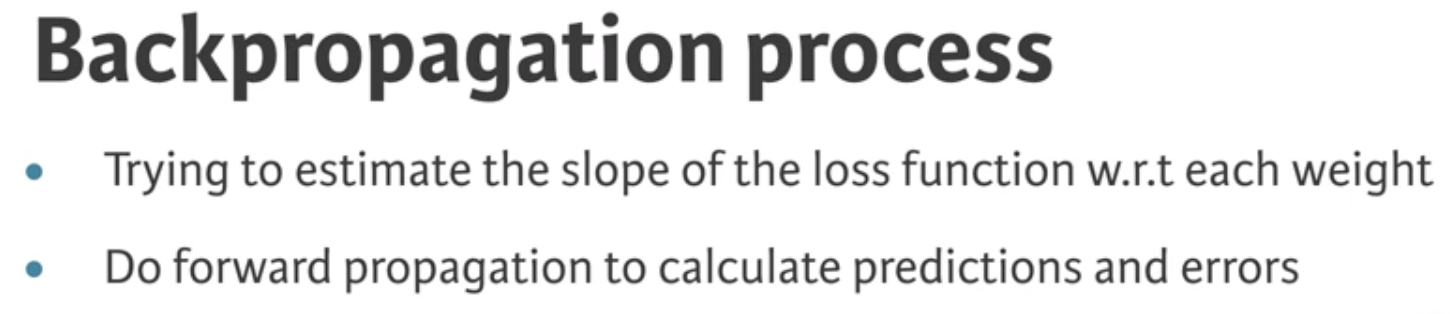 Backpropagation process
• Trying to estimate the slope of the loss function w.r.t each weight
• Do forward propagation to calculate predictions and errors